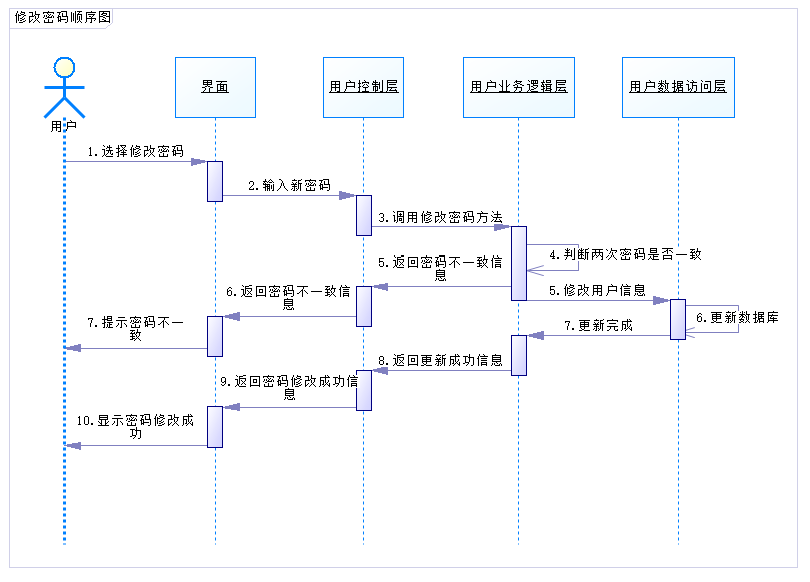 修改密码顺序图
界面
用户控制层
用户业务逻辑层
用户数据访问层
用户
1.选择修改密码
2.输入新密码
3.调用修改密码方法
4.判断两次密码是否一致
5.返回密码不一致信
息
6.返回密码不一致信
息
5.修改用户信息
7.提示密码不一
致
6.更新数据库
7.更新完成
8.返回更新成功信息
9.返回密码修改成功信
息
10.显示密码修改成
功